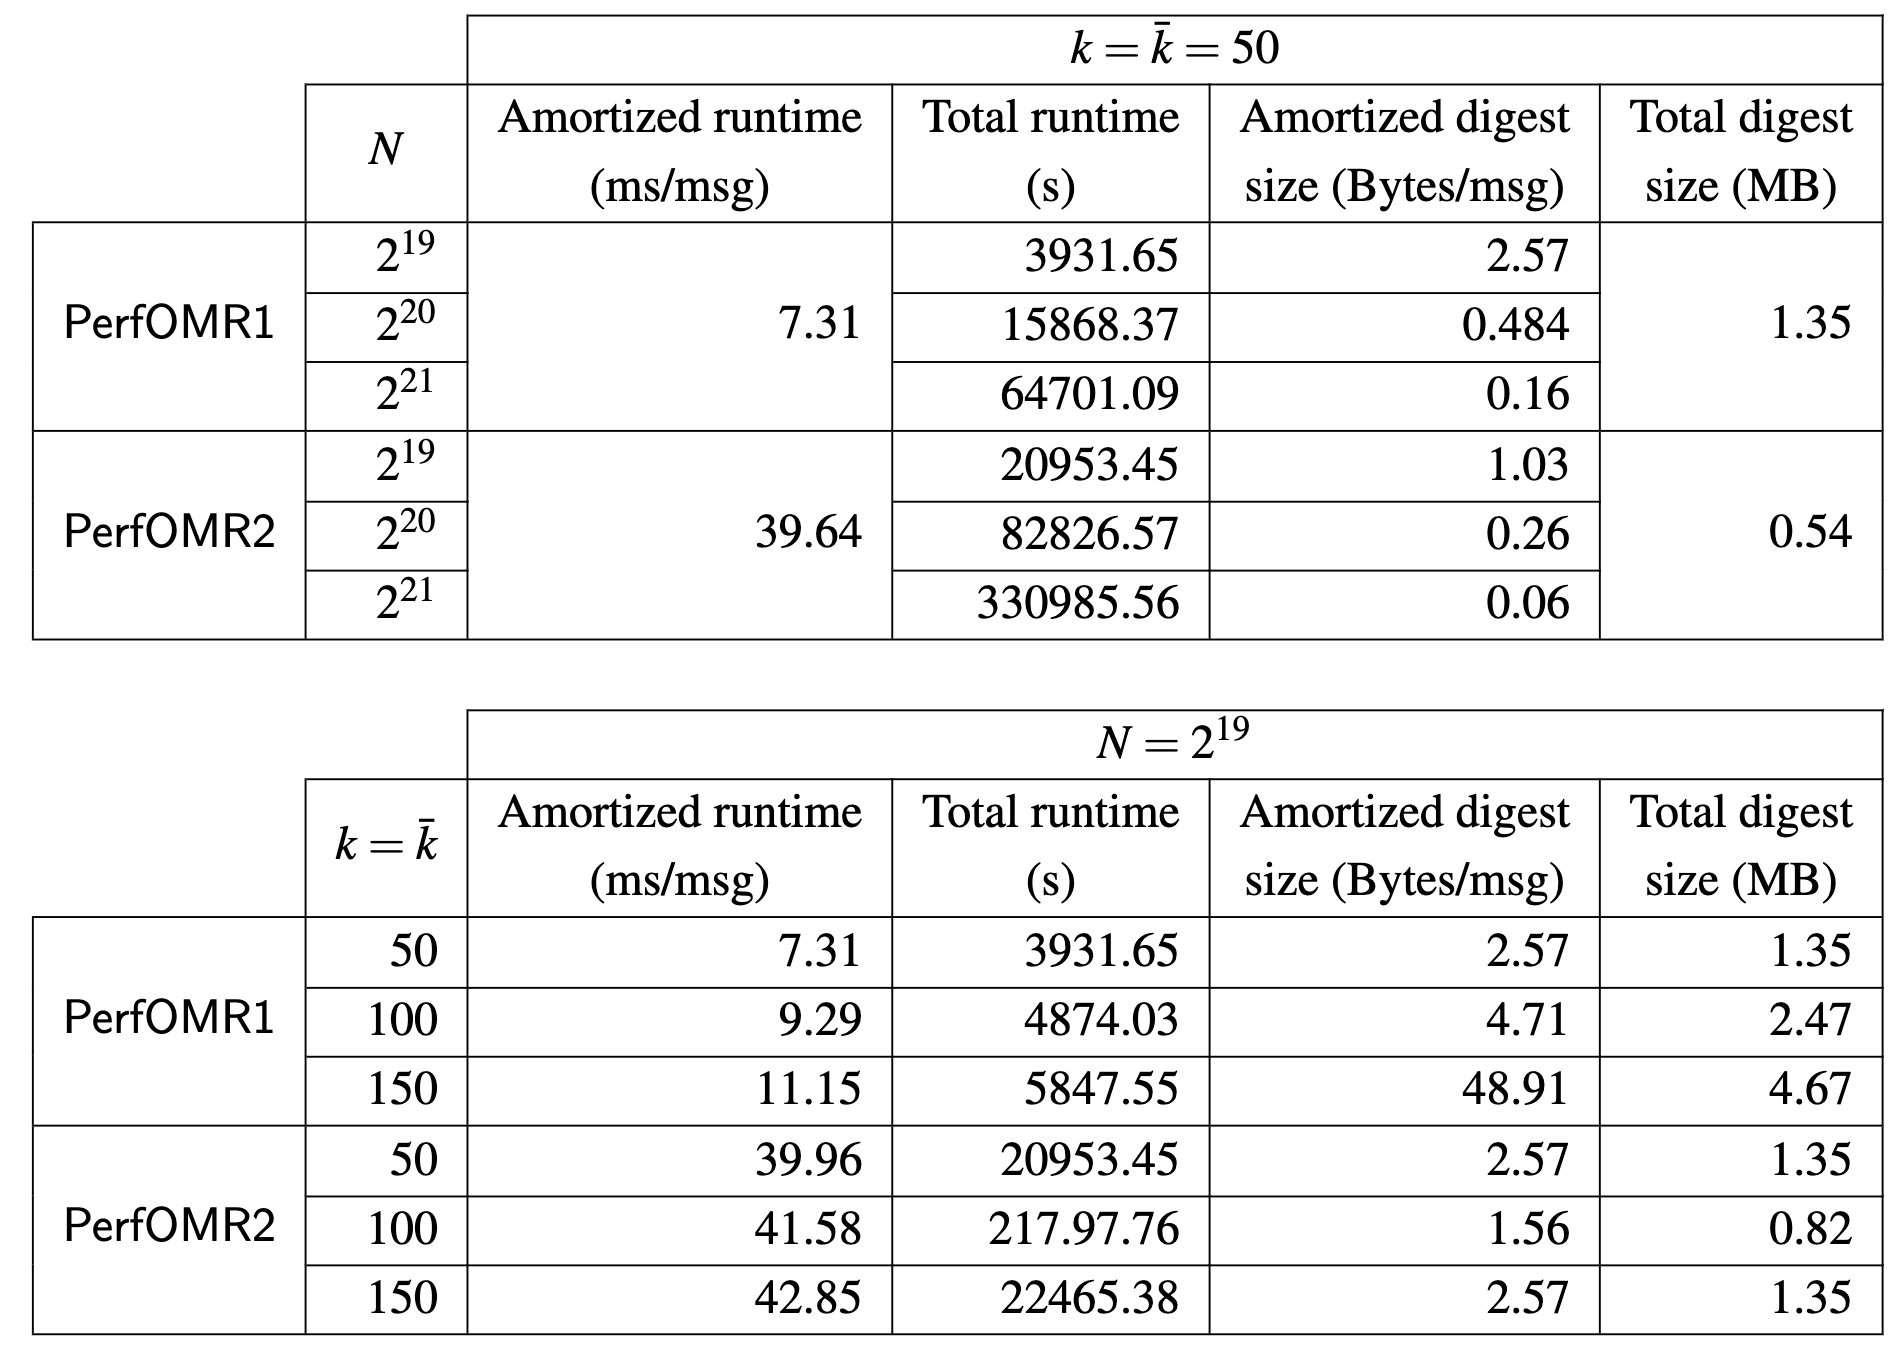 k = k̄ = 50
N Amortized runtime (ms/msg) Total runtime (s) Amortized digest size (Bytes/msg) Total digest size (MB)
PerfOMR1 2^19 7.31 3931.65 2.57 1.35
2^20 15868.37 0.484
2^21 64701.09 0.16
PerfOMR2 2^19 39.64 20953.45 1.03 0.54
2^20 82826.57 0.26
2^21 330985.56 0.06
N = 2^19
k = k̄ Amortized runtime (ms/msg) Total runtime (s) Amortized digest size (Bytes/msg) Total digest size (MB)
PerfOMR1 50 7.31 3931.65 2.57 1.35
100 9.29 4874.03 4.71 2.47
150 11.15 5847.55 48.91 4.67
PerfOMR2 50 39.96 20953.45 2.57 1.35
100 41.58 217.97.76 1.56 0.82
150 42.85 22465.38 2.57 1.35